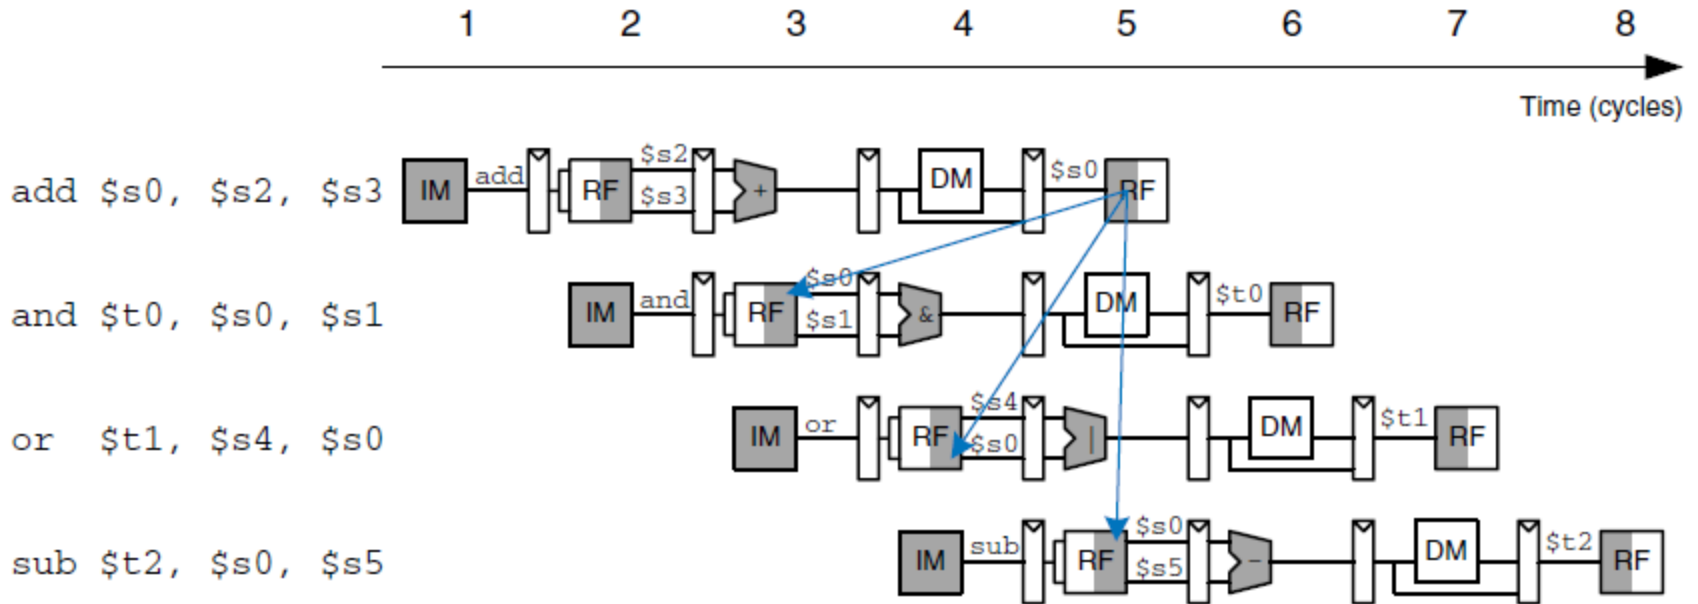 1 2 3 4 5 6 7 8
Time (cycles)
add $s0, $s2, $s3 IM add RF $s2 $s3 + DM $s0 RF
and $t0, $s0, $s1 IM and RF $s0 $s1 & DM $t0 RF
or $t1, $s4, $s0 IM or RF $s4 $s0 | DM $t1 RF
sub $t2, $s0, $s5 IM sub RF $s0 $s5 - DM $t2 RF